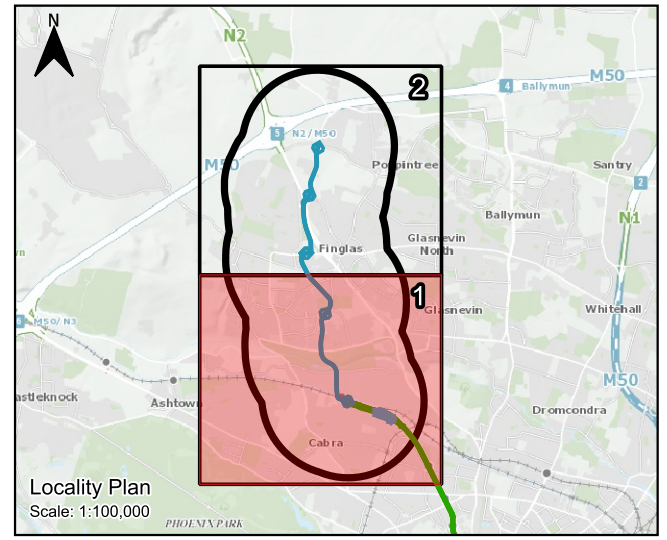 N
N2
2
4 Ballymun
M50
5 N2 / M50
M50
Poppintree
Santry
2
N1
Ballymun
Glasnevin
North
Finglas
1
Glasnevin
Whitehall
M50/ N3
M50
astleknock
Ashtown
Dromcondra
Cabra
Locality Plan
Scale: 1:100,000
PHOENIX PARK